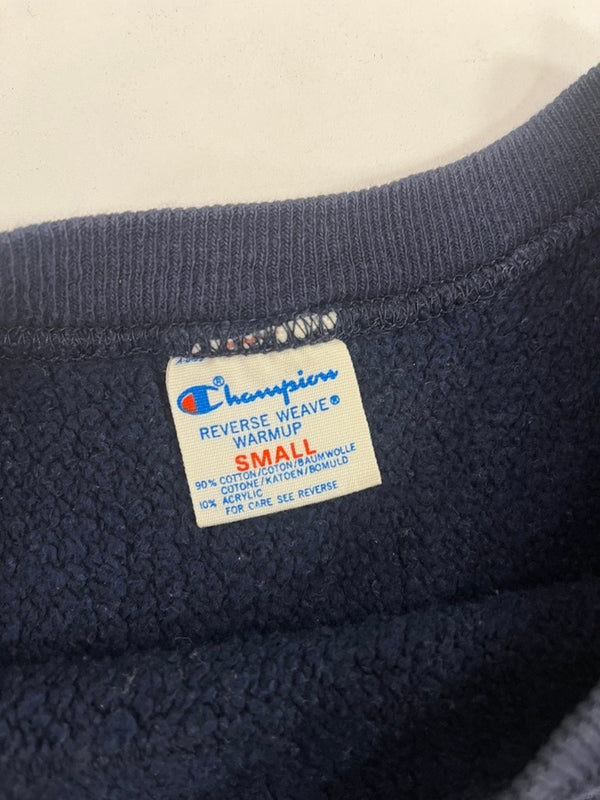 Champion®
REVERSE WEAVE®
WARMUP
SMALL
90% COTTON/COTON/BAUMWOLLE
COTONE/KATOEN/BOMULD
10% ACRYLIC
FOR CARE SEE REVERSE